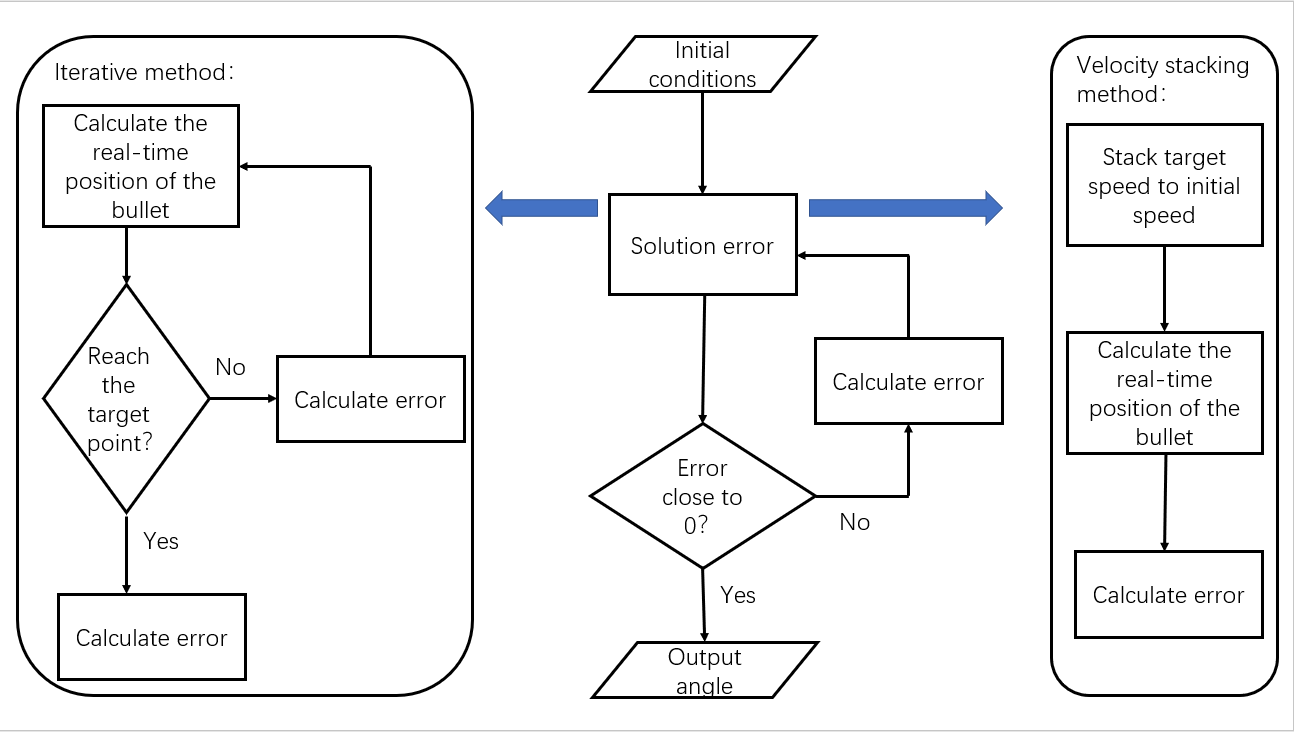 Iterative method：
Calculate the
real-time
position of the
bullet
Reach
the
target
point?
No
Calculate error
Yes
Calculate error
Initial
conditions
Solution error
Calculate error
Error
close to
0?
No
Yes
Output
angle
Velocity stacking
method：
Stack target
speed to initial
speed
Calculate the
real-time
position of the
bullet
Calculate error